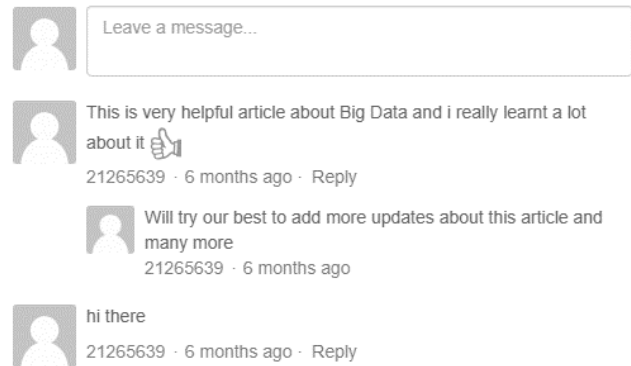 Leave a message...
This is very helpful article about Big Data and i really learnt a lot
about it
21265639 · 6 months ago · Reply
Will try our best to add more updates about this article and
many more
21265639 · 6 months ago
hi there
21265639 · 6 months ago · Reply